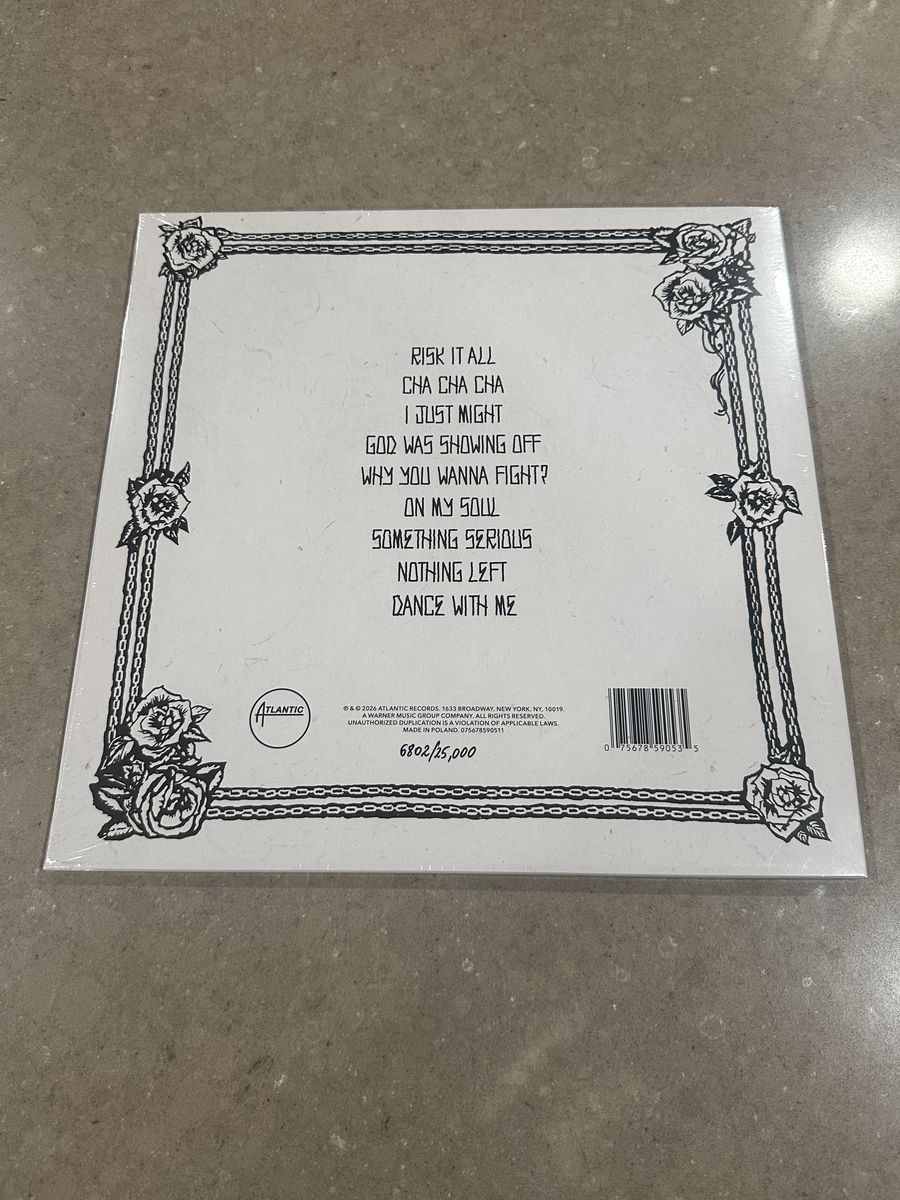 RISK IT ALL
CHA CHA CHA
I JUST MIGHT
GOD WAS SHOWING OFF
WHY YOU WANNA FIGHT?
ON MY SOUL
SOMETHING SERIOUS
NOTHING LEFT
DANCE WITH ME
ATLANTIC
℗ & © 2026 ATLANTIC RECORDS. 1633 BROADWAY, NEW YORK, NY, 10019.
A WARNER MUSIC GROUP COMPANY. ALL RIGHTS RESERVED.
UNAUTHORIZED DUPLICATION IS A VIOLATION OF APPLICABLE LAWS.
MADE IN POLAND. 075678590511
6802/25,000
0 75678 59053 5